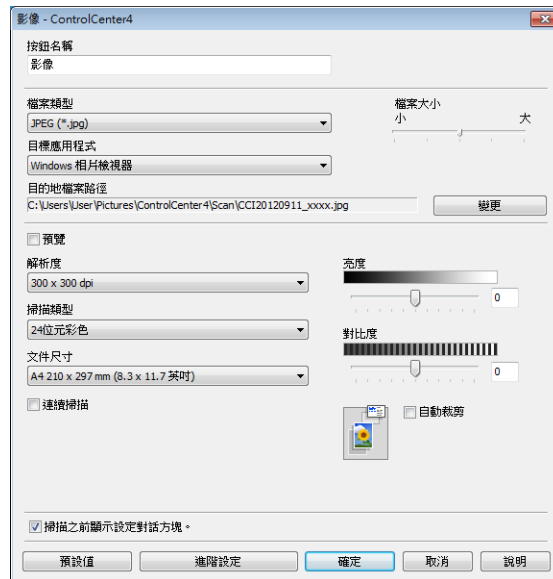 影像 - ControlCenter4
按鈕名稱
影像
檔案類型
JPEG (*.jpg)
檔案大小
小 大
目標應用程式
Windows 相片檢視器
目的地檔案路徑
C:\Users\User\Pictures\ControlCenter4\Scan\CCI20120911_xxxx.jpg
變更
預覽
解析度
300 x 300 dpi
掃描類型
24位元彩色
文件尺寸
A4 210 x 297 mm (8.3 x 11.7 英吋)
連續掃描
亮度
0
對比度
0
自動裁剪
掃描之前顯示設定對話方塊。
預設值 進階設定 確定 取消 說明